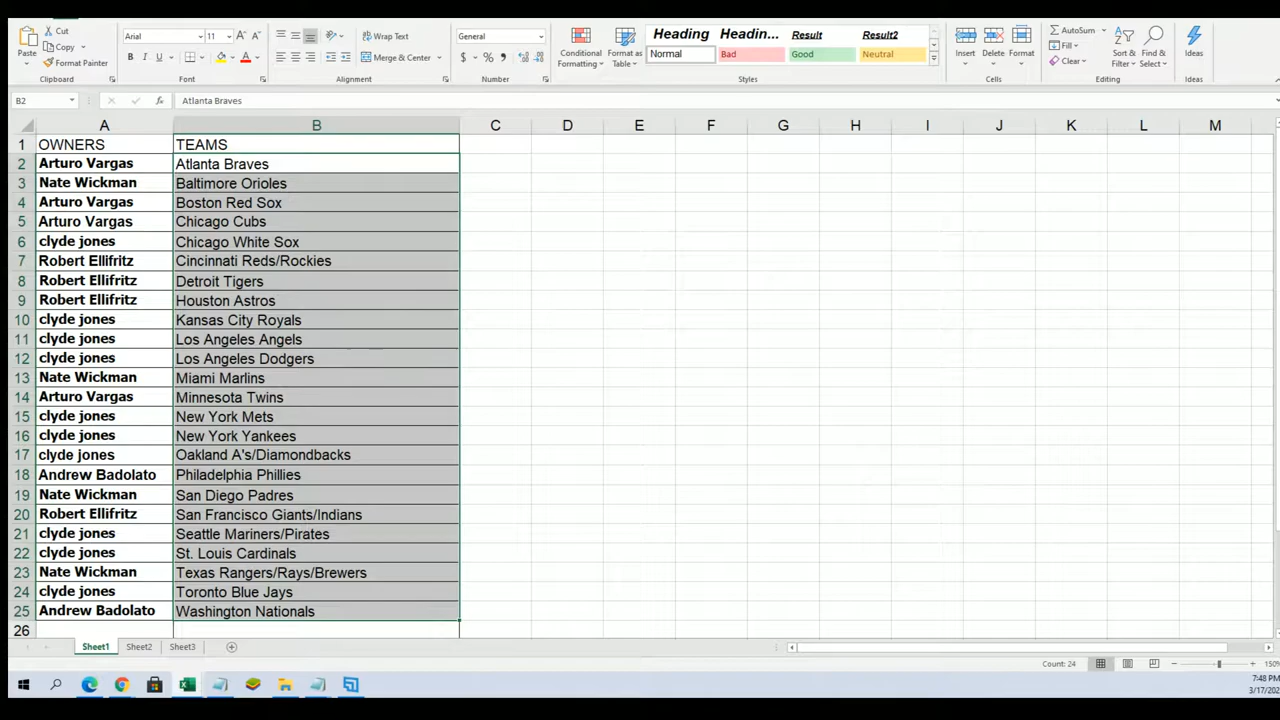 Cut
Copy
Format Painter
Paste
Clipboard
Arial 11 A A
B I U A
Font
Wrap Text
Merge & Center
Alignment
General
$ % , 
Number
Conditional Formatting
Format as Table
Heading Headin... Result Result2
Normal Bad Good Neutral
Styles
Insert Delete Format
Cells
AutoSum
Fill
Clear
Sort & Filter
Find & Select
Editing
Ideas
Ideas
B2 fx Atlanta Braves
A B C D E F G H I J K L M
1 OWNERS TEAMS
2 Arturo Vargas Atlanta Braves
3 Nate Wickman Baltimore Orioles
4 Arturo Vargas Boston Red Sox
5 Arturo Vargas Chicago Cubs
6 clyde jones Chicago White Sox
7 Robert Ellifritz Cincinnati Reds/Rockies
8 Robert Ellifritz Detroit Tigers
9 Robert Ellifritz Houston Astros
10 clyde jones Kansas City Royals
11 clyde jones Los Angeles Angels
12 clyde jones Los Angeles Dodgers
13 Nate Wickman Miami Marlins
14 Arturo Vargas Minnesota Twins
15 clyde jones New York Mets
16 clyde jones New York Yankees
17 clyde jones Oakland A's/Diamondbacks
18 Andrew Badolato Philadelphia Phillies
19 Nate Wickman San Diego Padres
20 Robert Ellifritz San Francisco Giants/Indians
21 clyde jones Seattle Mariners/Pirates
22 clyde jones St. Louis Cardinals
23 Nate Wickman Texas Rangers/Rays/Brewers
24 clyde jones Toronto Blue Jays
25 Andrew Badolato Washington Nationals
26
Sheet1 Sheet2 Sheet3
Count: 24 150%
7:48 PM
3/17/202